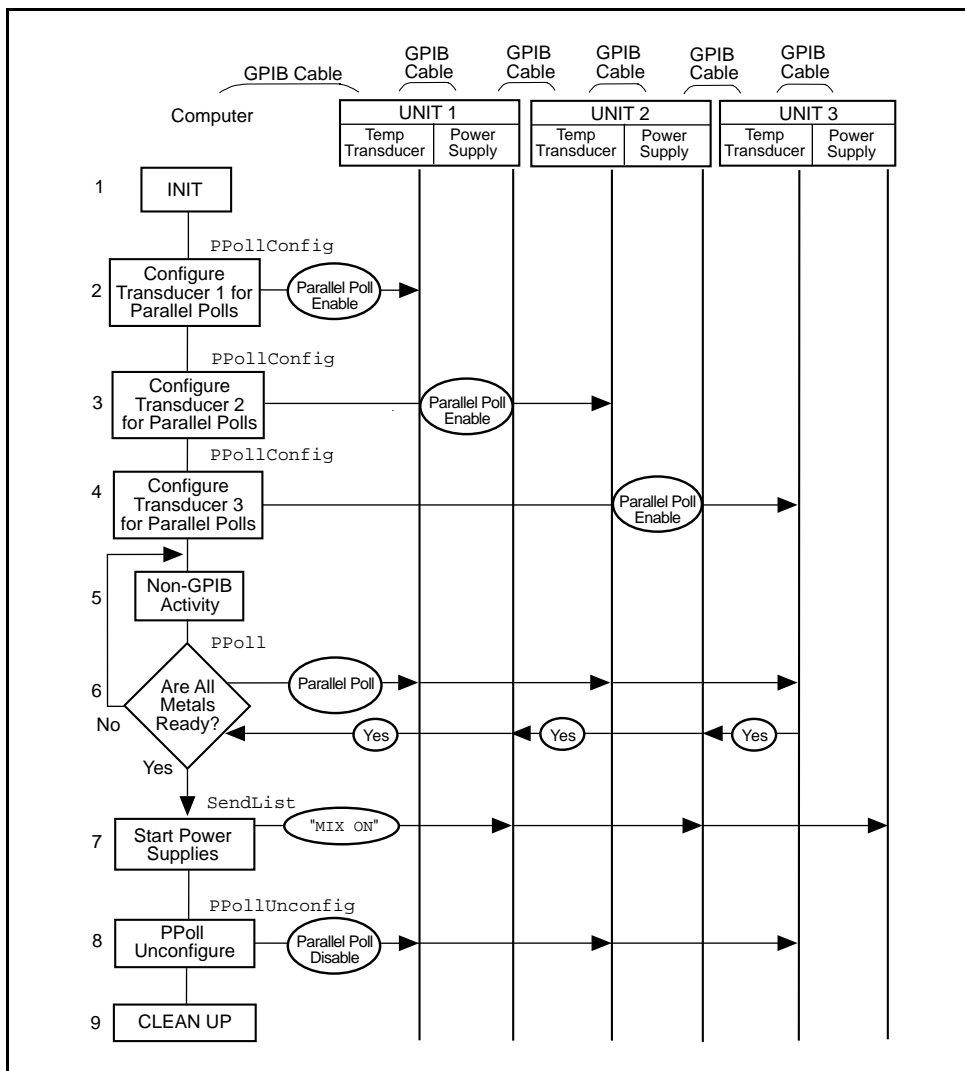 GPIB Cable
GPIB
Cable
GPIB
Cable
GPIB
Cable
GPIB
Cable
GPIB
Cable
Computer
UNIT 1
Temp
Transducer
Power
Supply
UNIT 2
Temp
Transducer
Power
Supply
UNIT 3
Temp
Transducer
Power
Supply
1
INIT
PPollConfig
2
Configure
Transducer 1 for
Parallel Polls
Parallel Poll
Enable
PPollConfig
3
Configure
Transducer 2
for Parallel Polls
Parallel Poll
Enable
PPollConfig
4
Configure
Transducer 3
for Parallel Polls
Parallel Poll
Enable
5
Non-GPIB
Activity
PPoll
6
Are All
Metals
Ready?
Parallel Poll
No
Yes
Yes
Yes
Yes
SendList
7
Start Power
Supplies
"MIX ON"
PPollUnconfig
8
PPoll
Unconfigure
Parallel Poll
Disable
9
CLEAN UP